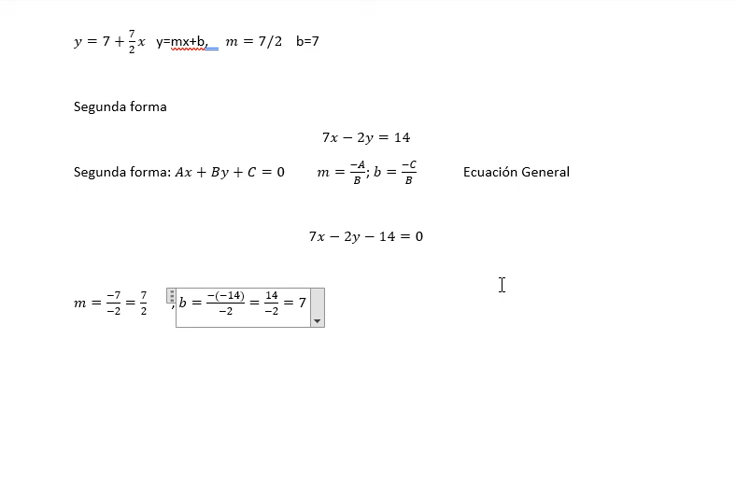 y = 7 + 7/2 x y=mx+b, m = 7/2 b=7
Segunda forma
7x − 2y = 14
Segunda forma: Ax + By + C = 0 m = −A/B; b = −C/B Ecuación General
7x − 2y − 14 = 0
m = −7/−2 = 7/2 , b = −(−14)/−2 = 14/−2 = 7